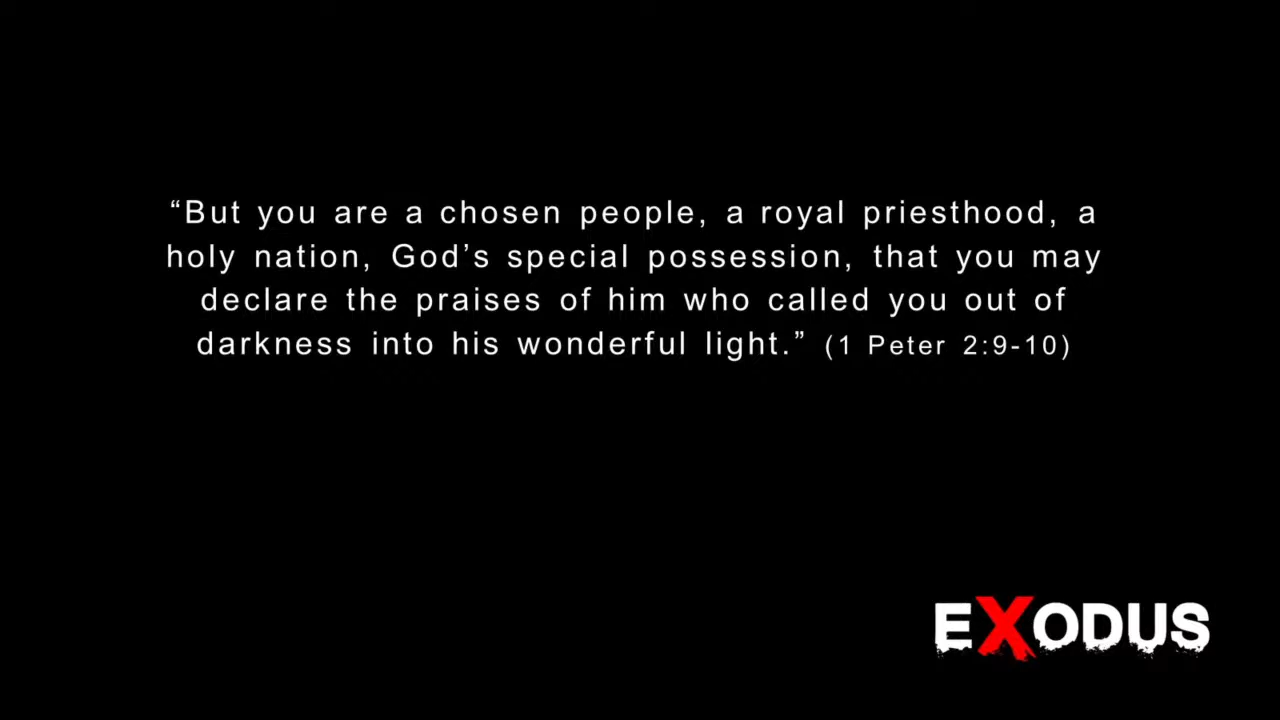 “But you are a chosen people, a royal priesthood, a
holy nation, God’s special possession, that you may
declare the praises of him who called you out of
darkness into his wonderful light.” (1 Peter 2:9-10)
EXODUS